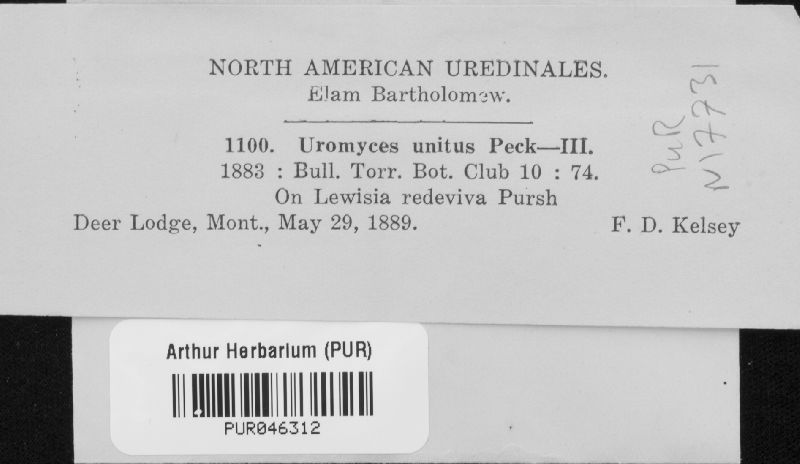 NORTH AMERICAN UREDINALES.
Elam Bartholomew.
1100. Uromyces unitus Peck—III.
1883 : Bull. Torr. Bot. Club 10 : 74.
On Lewisia redeviva Pursh
Deer Lodge, Mont., May 29, 1889. F. D. Kelsey
PUR
N17731
Arthur Herbarium (PUR)
PUR046312